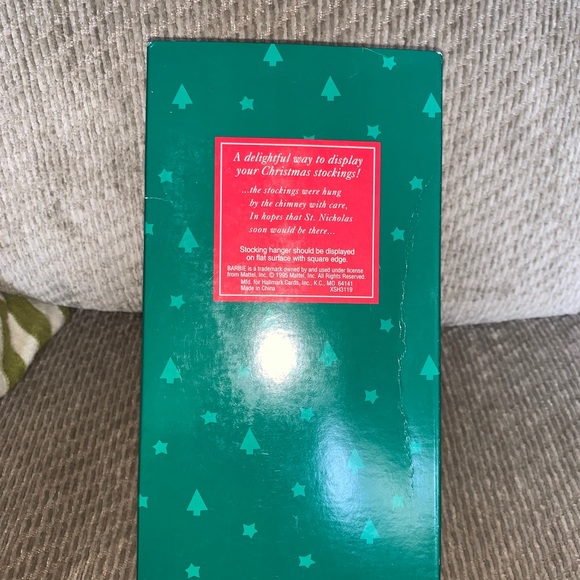 A delightful way to display
your Christmas stockings!
...the stockings were hung
by the chimney with care,
In hopes that St. Nicholas
soon would be there...
Stocking hanger should be displayed
on flat surface with square edge.
BARBIE is a trademark owned by and used under license
from Mattel, Inc. © 1995 Mattel, Inc. All Rights Reserved.
Mfd. for Hallmark Cards, Inc., K.C., MO 64141
Made in China XSH3119